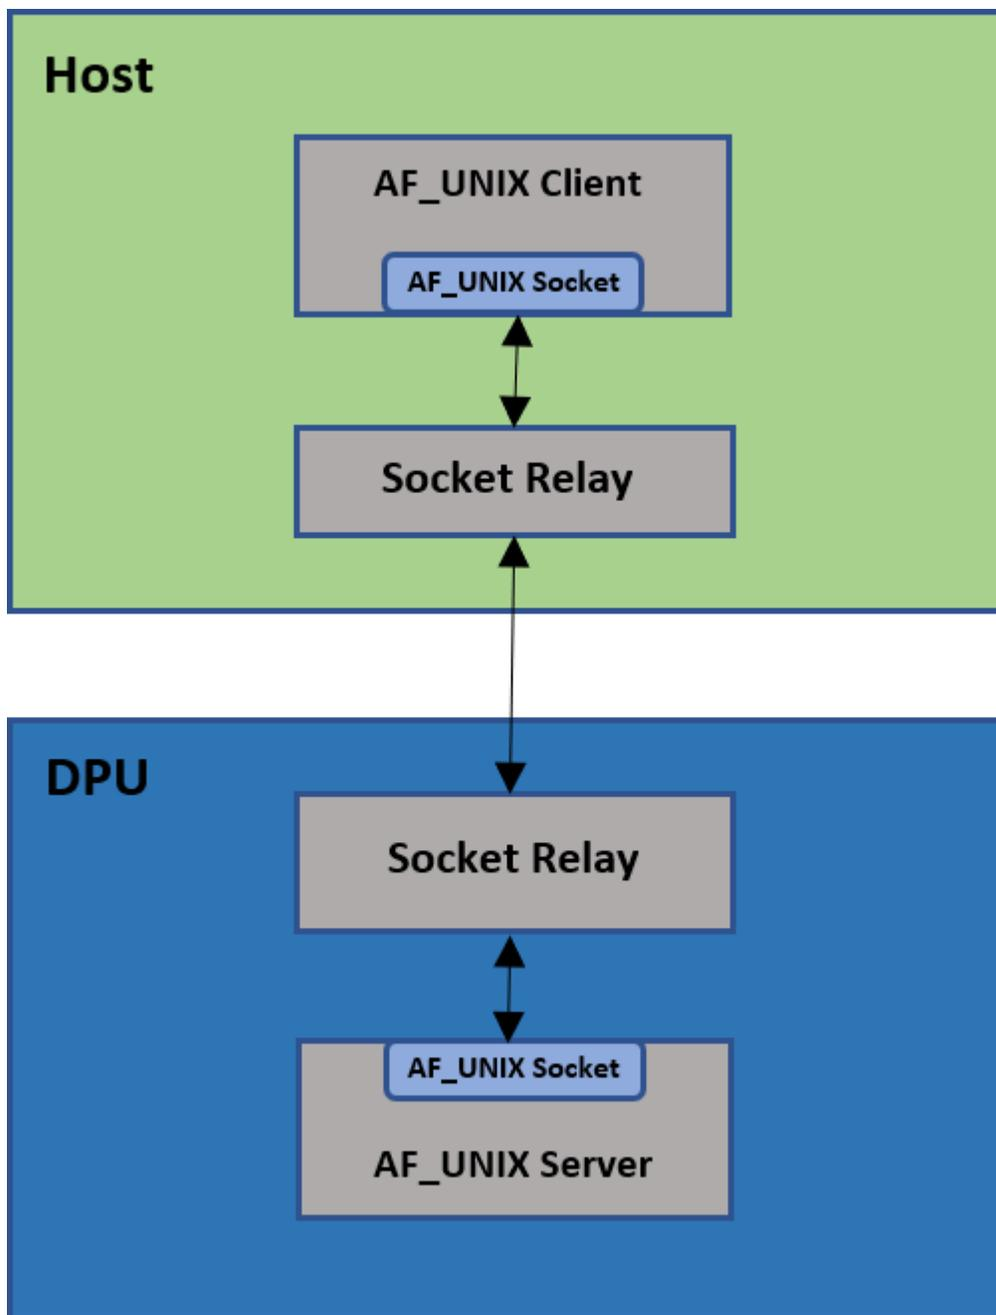 Host
AF_UNIX Client
AF_UNIX Socket
Socket Relay
DPU
Socket Relay
AF_UNIX Socket
AF_UNIX Server